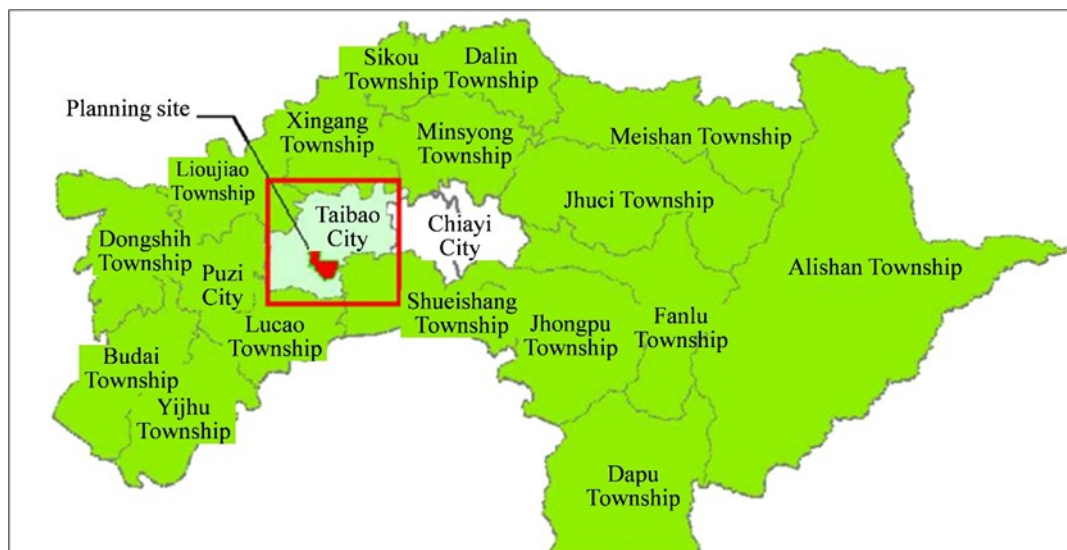 Sikou
Township
Dalin
Township
Planning site
Xingang
Township
Minsyong
Township
Meishan Township
Lioujiao
Township
Jhuci Township
Taibao
City
Chiayi
City
Dongshih
Township
Puzi
City
Alishan Township
Shueishang
Township
Jhongpu
Township
Fanlu
Township
Lucao
Township
Budai
Township
Yijhu
Township
Dapu
Township